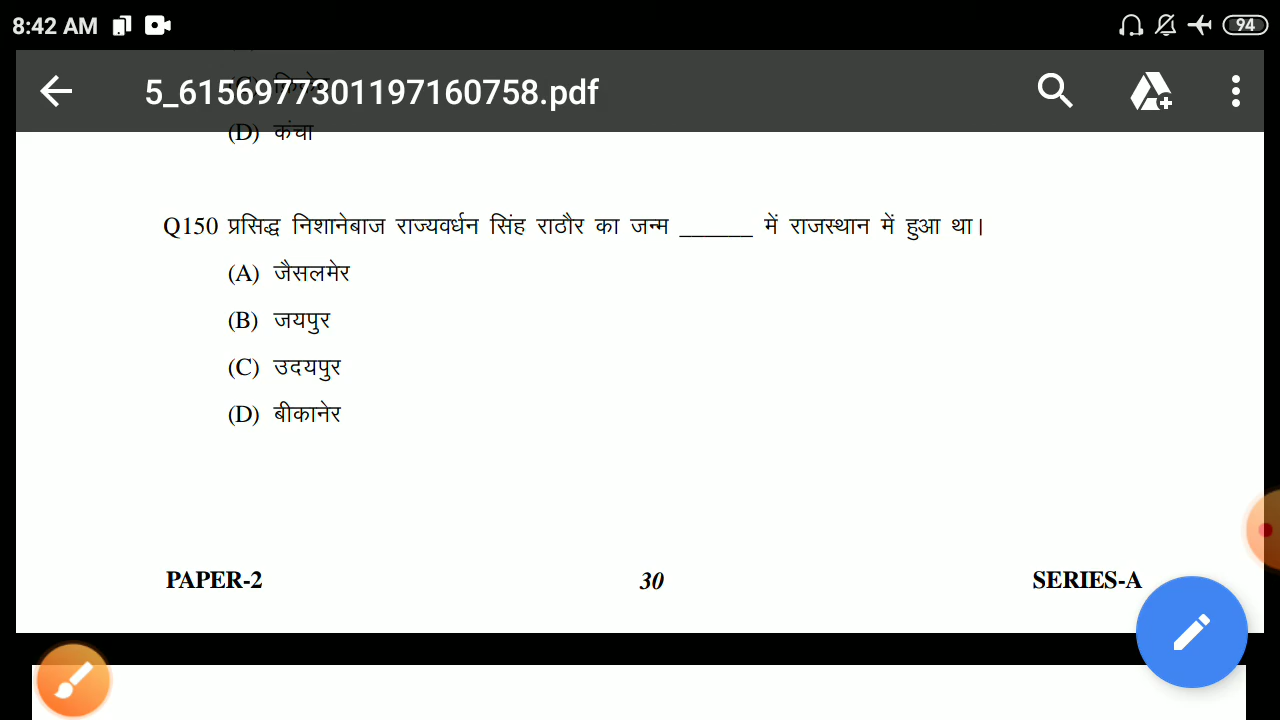 8:42 AM 94
5_6156977301197160758.pdf
(D) कंचा
Q150 प्रसिद्ध निशानेबाज राज्यवर्धन सिंह राठौर का जन्म ______ में राजस्थान में हुआ था।
(A) जैसलमेर
(B) जयपुर
(C) उदयपुर
(D) बीकानेर
PAPER-2 30 SERIES-A